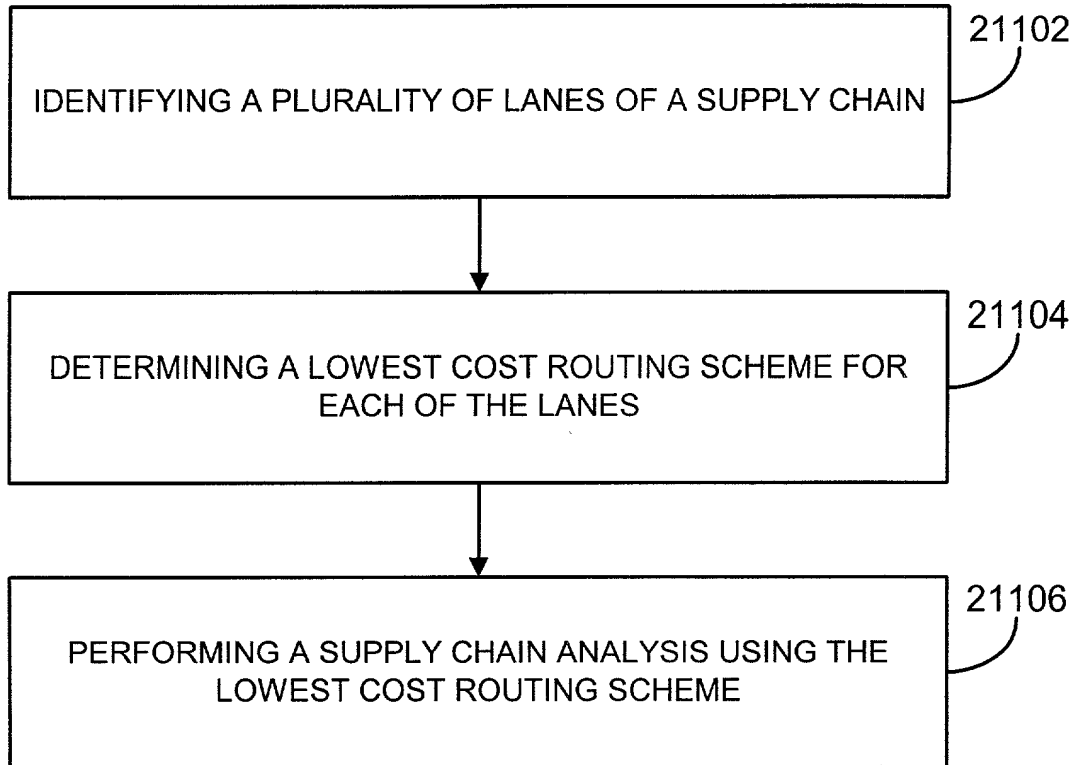 21102
IDENTIFYING A PLURALITY OF LANES OF A SUPPLY CHAIN
21104
DETERMINING A LOWEST COST ROUTING SCHEME FOR
EACH OF THE LANES
21106
PERFORMING A SUPPLY CHAIN ANALYSIS USING THE
LOWEST COST ROUTING SCHEME